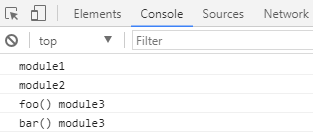 Elements Console Sources Network
top Filter
module1
module2
foo() module3
bar() module3